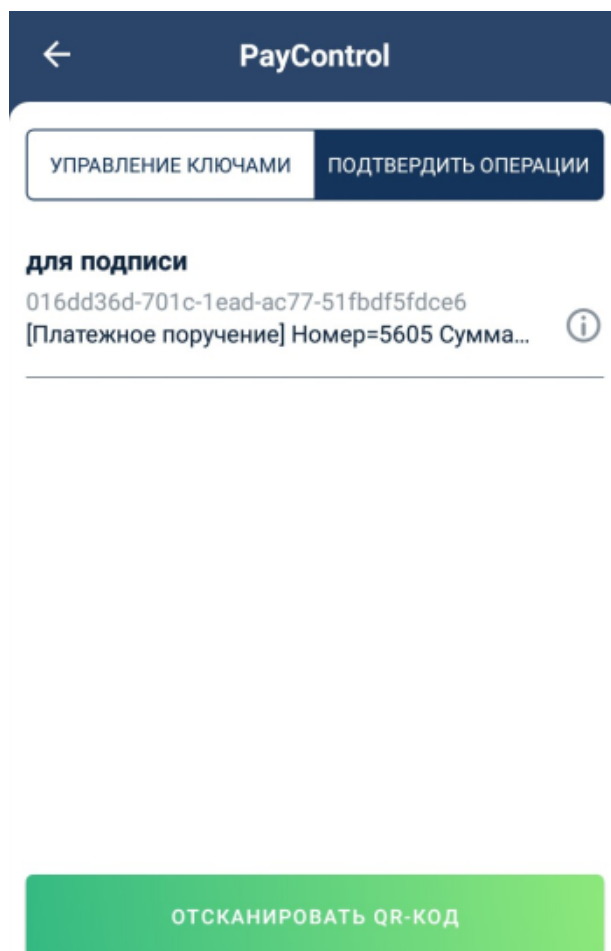 PayControl
УПРАВЛЕНИЕ КЛЮЧАМИ ПОДТВЕРДИТЬ ОПЕРАЦИИ
для подписи
016dd36d-701c-1ead-ac77-51fbdf5fdce6
[Платежное поручение] Номер=5605 Сумма...
ОТСКАНИРОВАТЬ QR-КОД